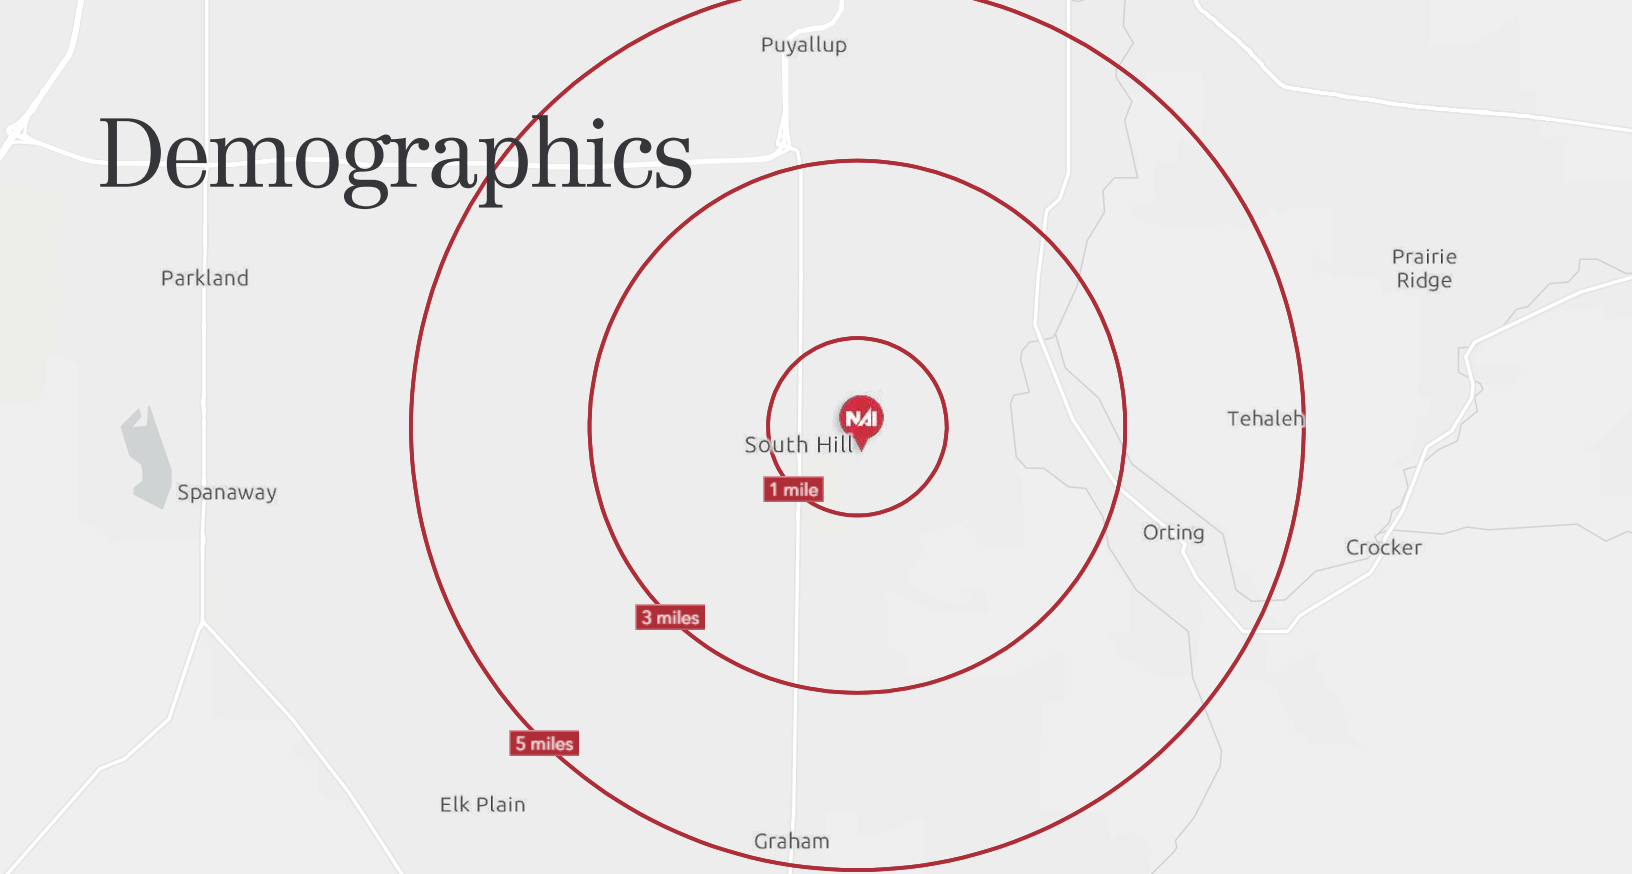 Puyallup
Demographics
Parkland
Prairie
Ridge
NAI
Tehaleh
South Hill
1 mile
Spanaway
Orting
Crocker
3 miles
5 miles
Elk Plain
Graham